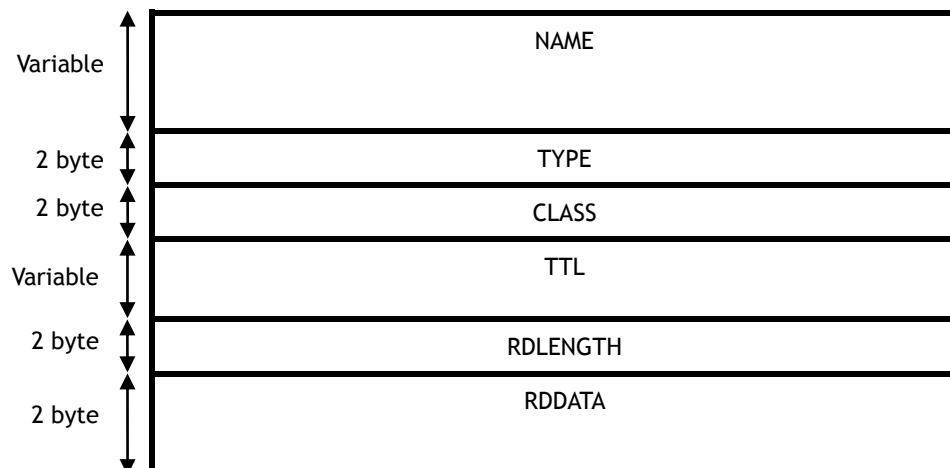 NAME
Variable
2 byte
TYPE
2 byte
CLASS
Variable
TTL
2 byte
RDLENGTH
2 byte
RDDATA